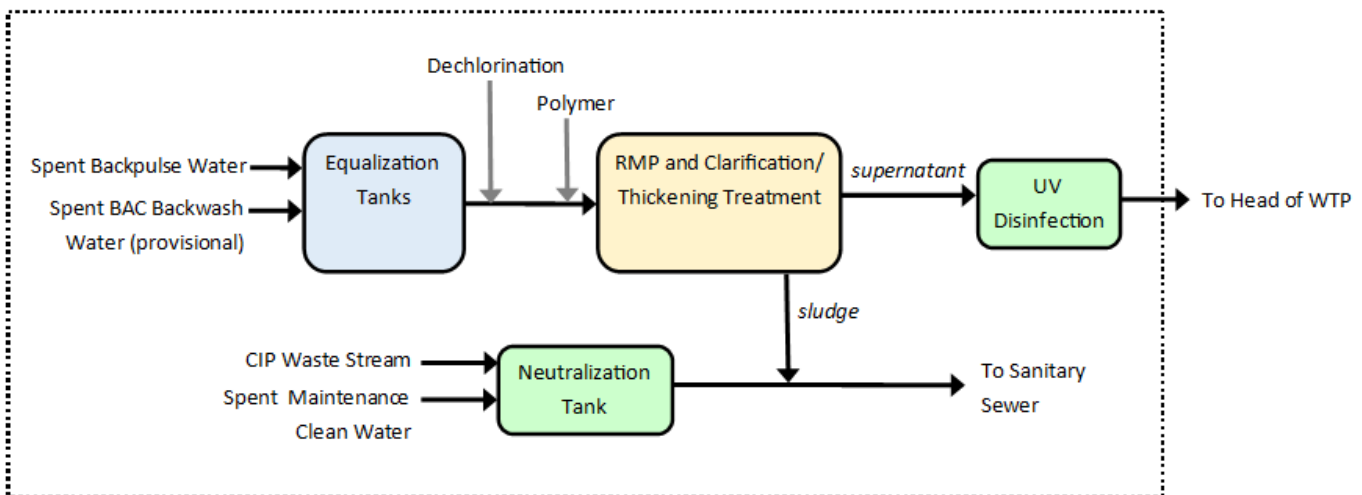 Dechlorination
Polymer
Spent Backpulse Water
Spent BAC Backwash
Water (provisional)
Equalization
Tanks
RMP and Clarification/
Thickening Treatment
supernatant
UV
Disinfection
To Head of WTP
sludge
CIP Waste Stream
Spent Maintenance
Clean Water
Neutralization
Tank
To Sanitary
Sewer